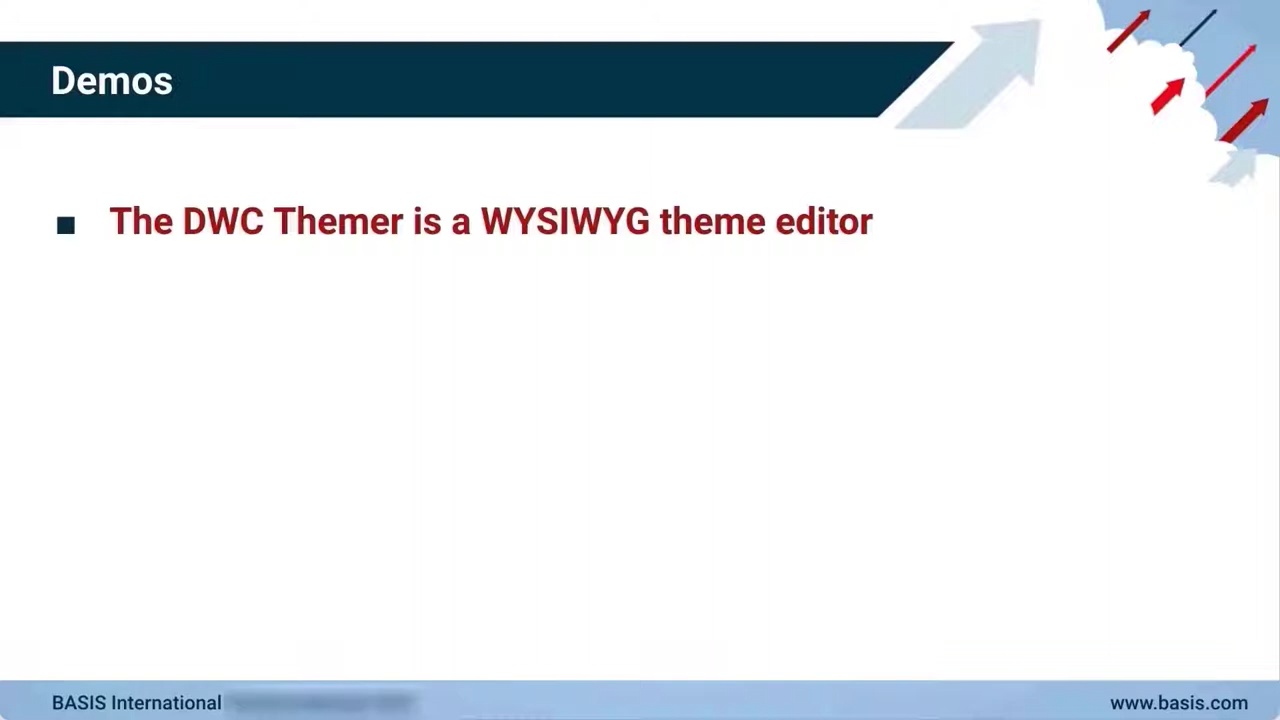 Demos
The DWC Themer is a WYSIWYG theme editor
BASIS International
www.basis.com